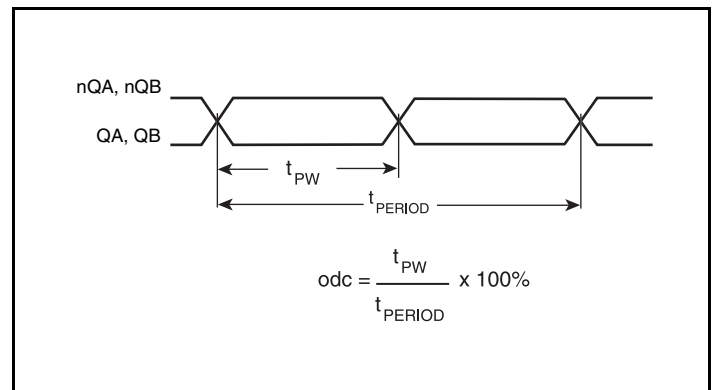 nQA, nQB
QA, QB
tPW
tPERIOD
odc = tPW / tPERIOD x 100%